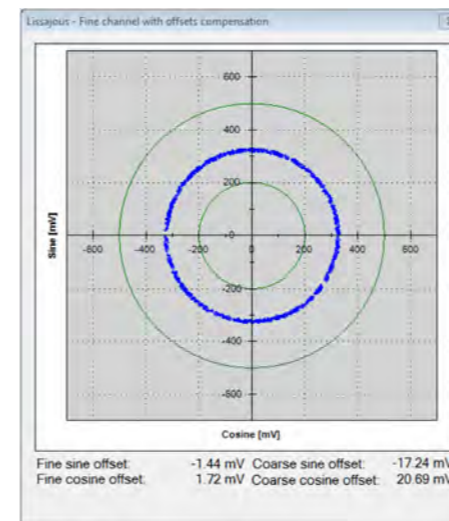 Lissajous - Fine channel with offsets compensation
600
400
200
-600 -400 -200 0 200 400 600
-200
-400
-600
Sine [mV]
Cosine [mV]
Fine sine offset: -1.44 mV Coarse sine offset: -17.24 mV
Fine cosine offset: 1.72 mV Coarse cosine offset: 20.69 mV